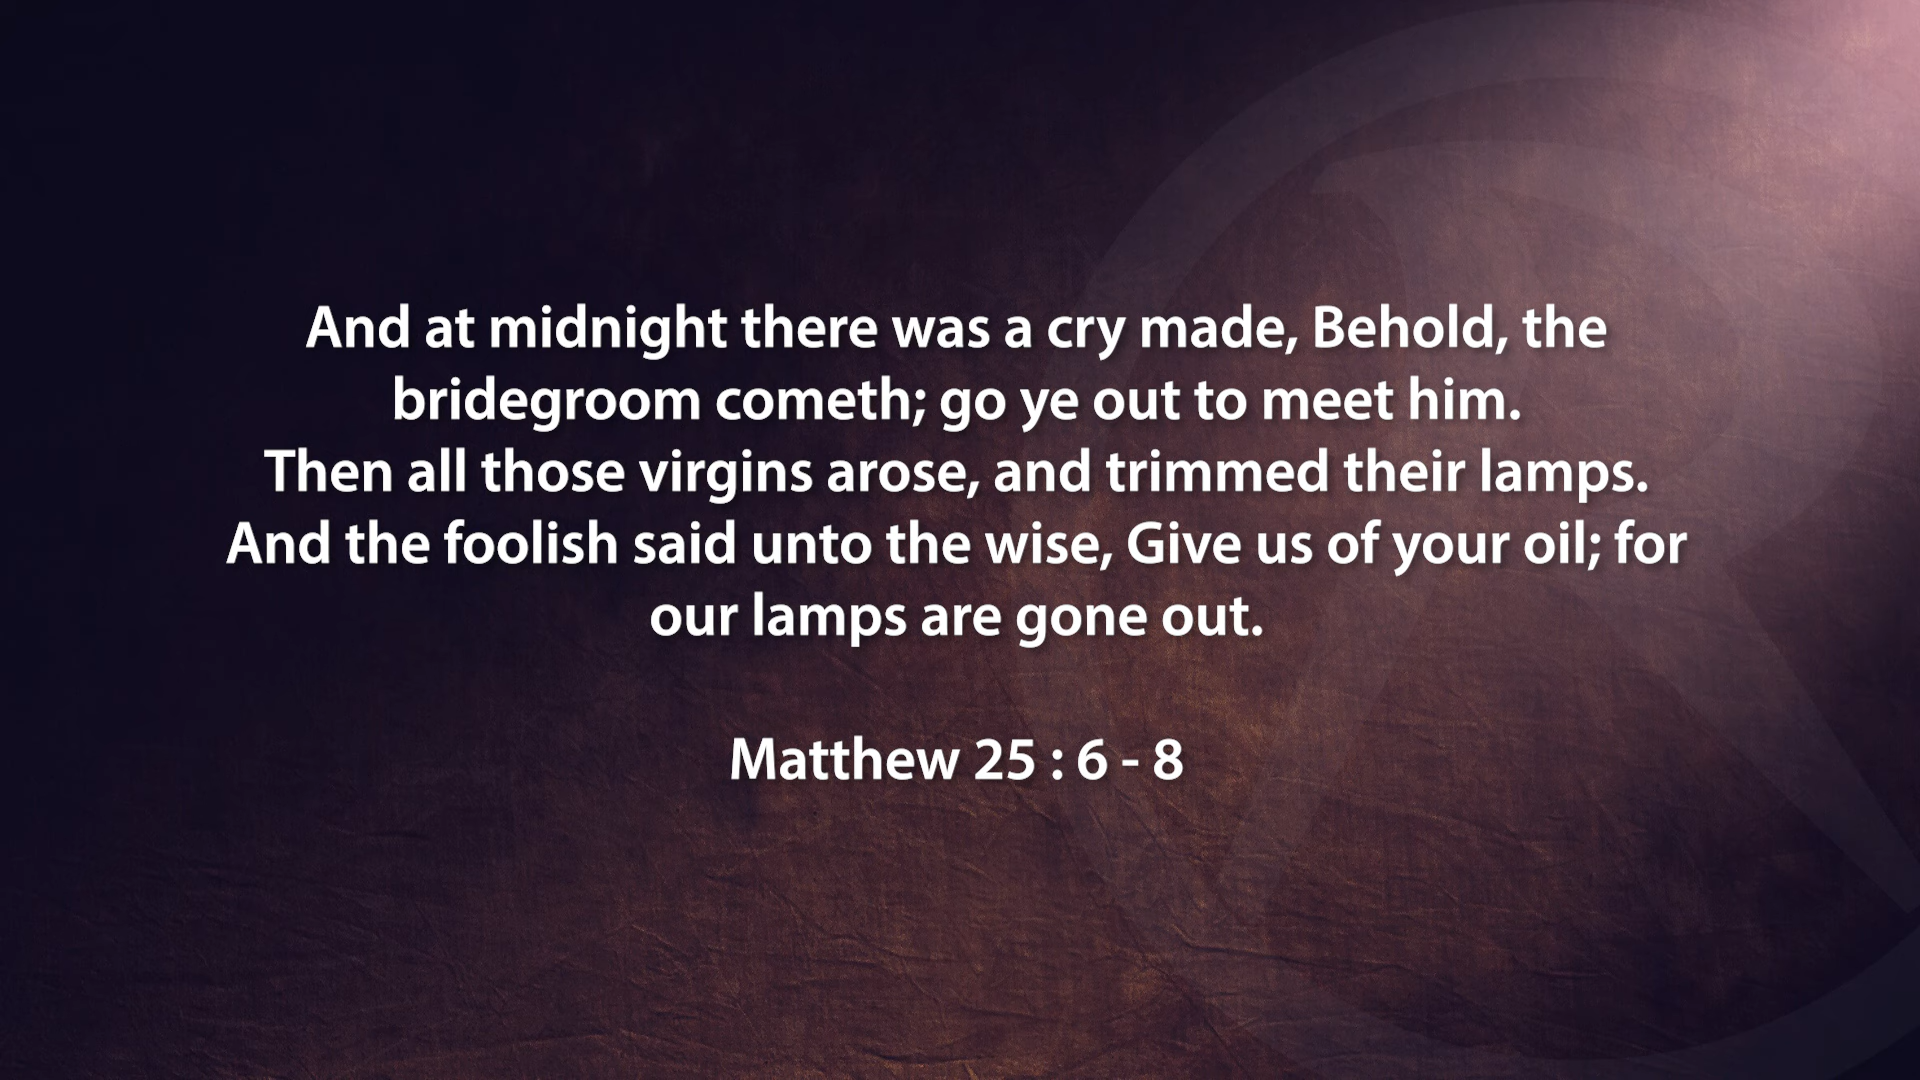 And at midnight there was a cry made, Behold, the
bridegroom cometh; go ye out to meet him.
Then all those virgins arose, and trimmed their lamps.
And the foolish said unto the wise, Give us of your oil; for
our lamps are gone out.
Matthew 25 : 6 - 8